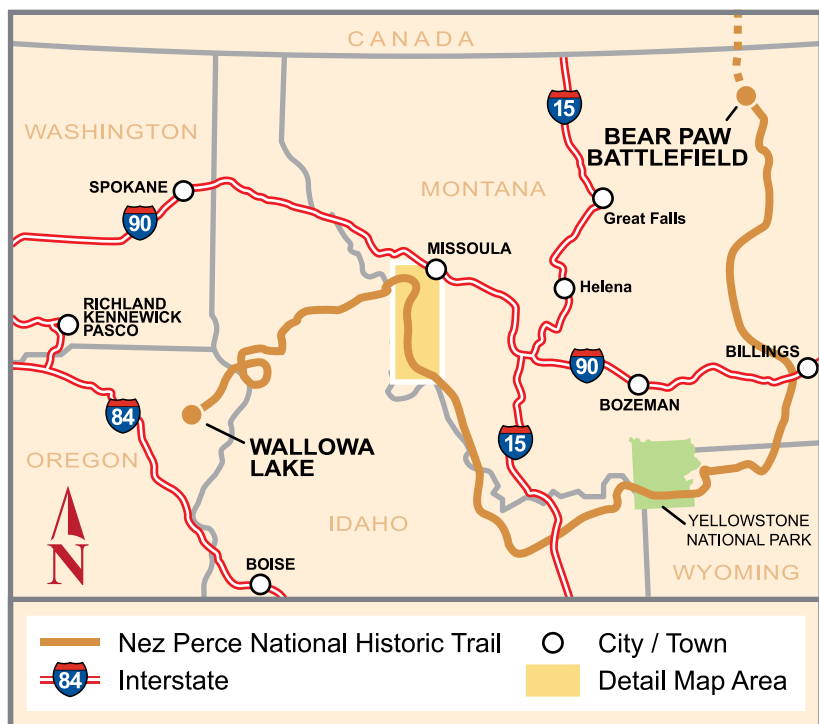 CANADA
WASHINGTON
15
BEAR PAW
BATTLEFIELD
SPOKANE
MONTANA
90
Great Falls
MISSOULA
RICHLAND
KENNEWICK
PASCO
Helena
BILLINGS
90
BOZEMAN
84
WALLOWA
LAKE
15
OREGON
IDAHO
YELLOWSTONE
NATIONAL PARK
N
BOISE
WYOMING
Nez Perce National Historic Trail
City / Town
84
Interstate
Detail Map Area